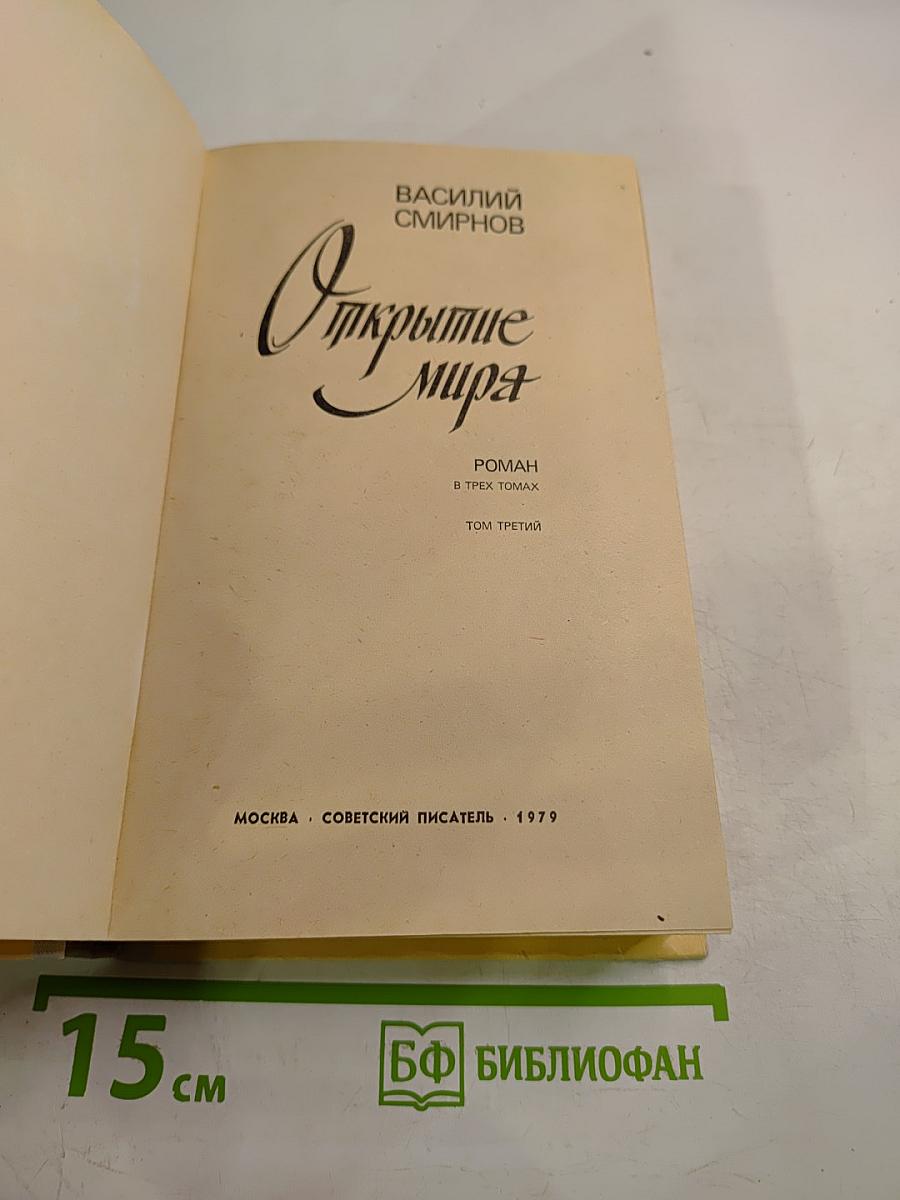 ВАСИЛИЙ
СМИРНОВ
Открытие
мира
РОМАН
В ТРЕХ ТОМАХ
ТОМ ТРЕТИЙ
МОСКВА · СОВЕТСКИЙ ПИСАТЕЛЬ · 1979
15 см
БФ БИБЛИОФАН